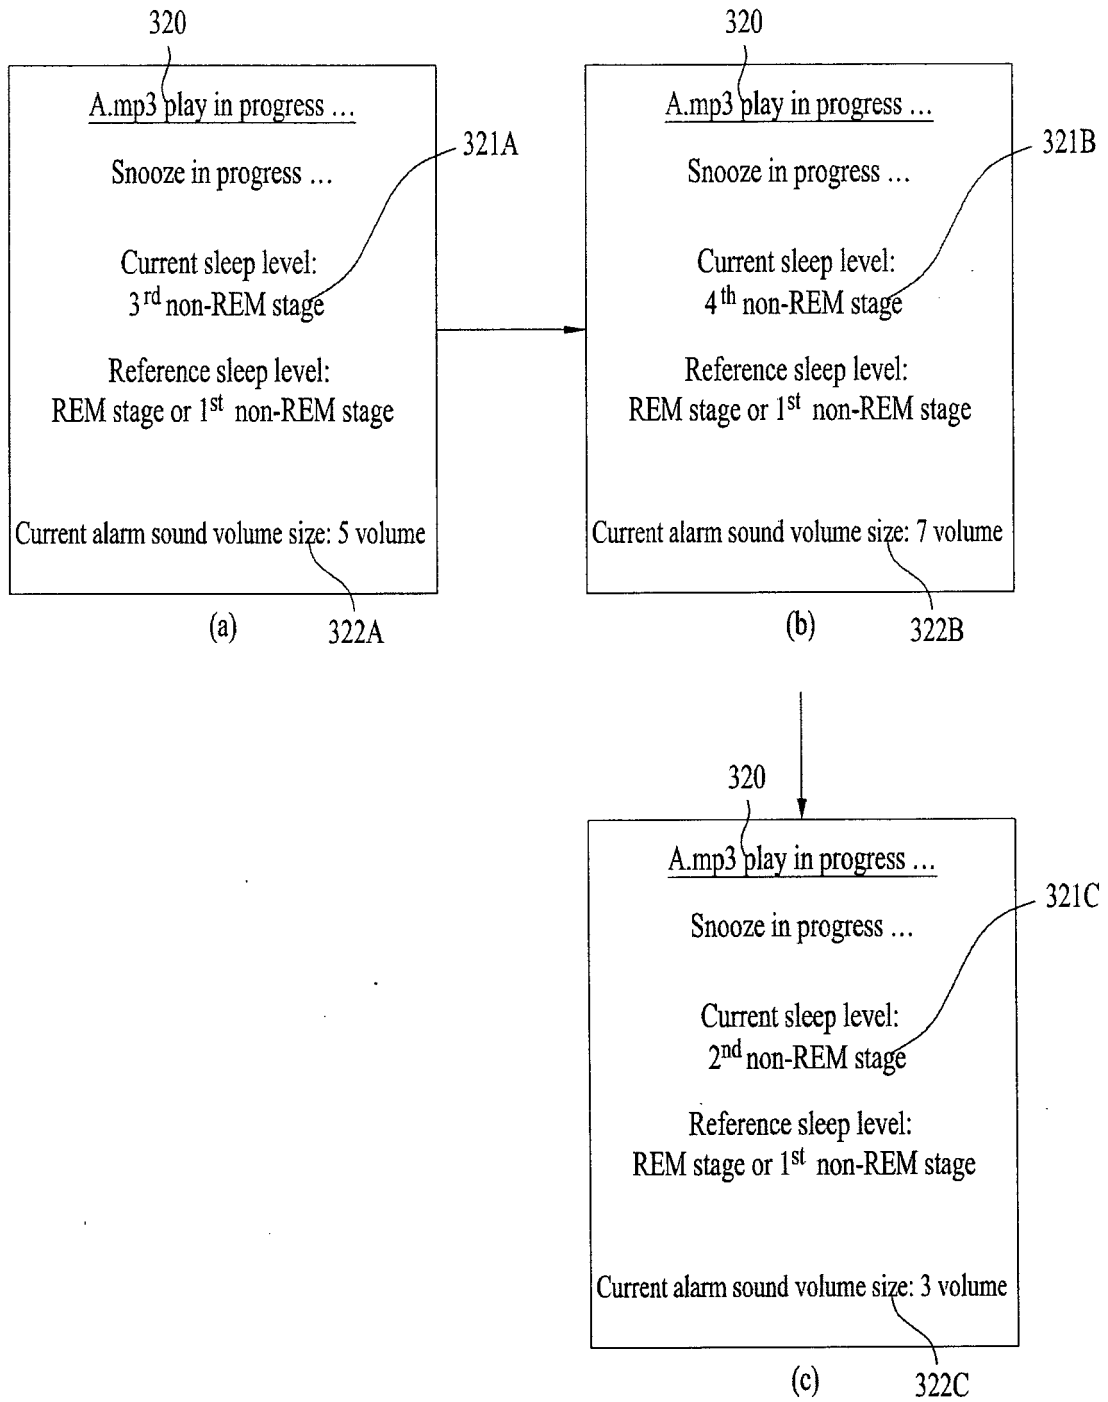 320
A.mp3 play in progress ...
321A
Snooze in progress ...
Current sleep level:
3rd non-REM stage
Reference sleep level:
REM stage or 1st non-REM stage
Current alarm sound volume size: 5 volume
(a)
322A
320
A.mp3 play in progress ...
321B
Snooze in progress ...
Current sleep level:
4th non-REM stage
Reference sleep level:
REM stage or 1st non-REM stage
Current alarm sound volume size: 7 volume
(b)
322B
320
A.mp3 play in progress ...
321C
Snooze in progress ...
Current sleep level:
2nd non-REM stage
Reference sleep level:
REM stage or 1st non-REM stage
Current alarm sound volume size: 3 volume
(c)
322C